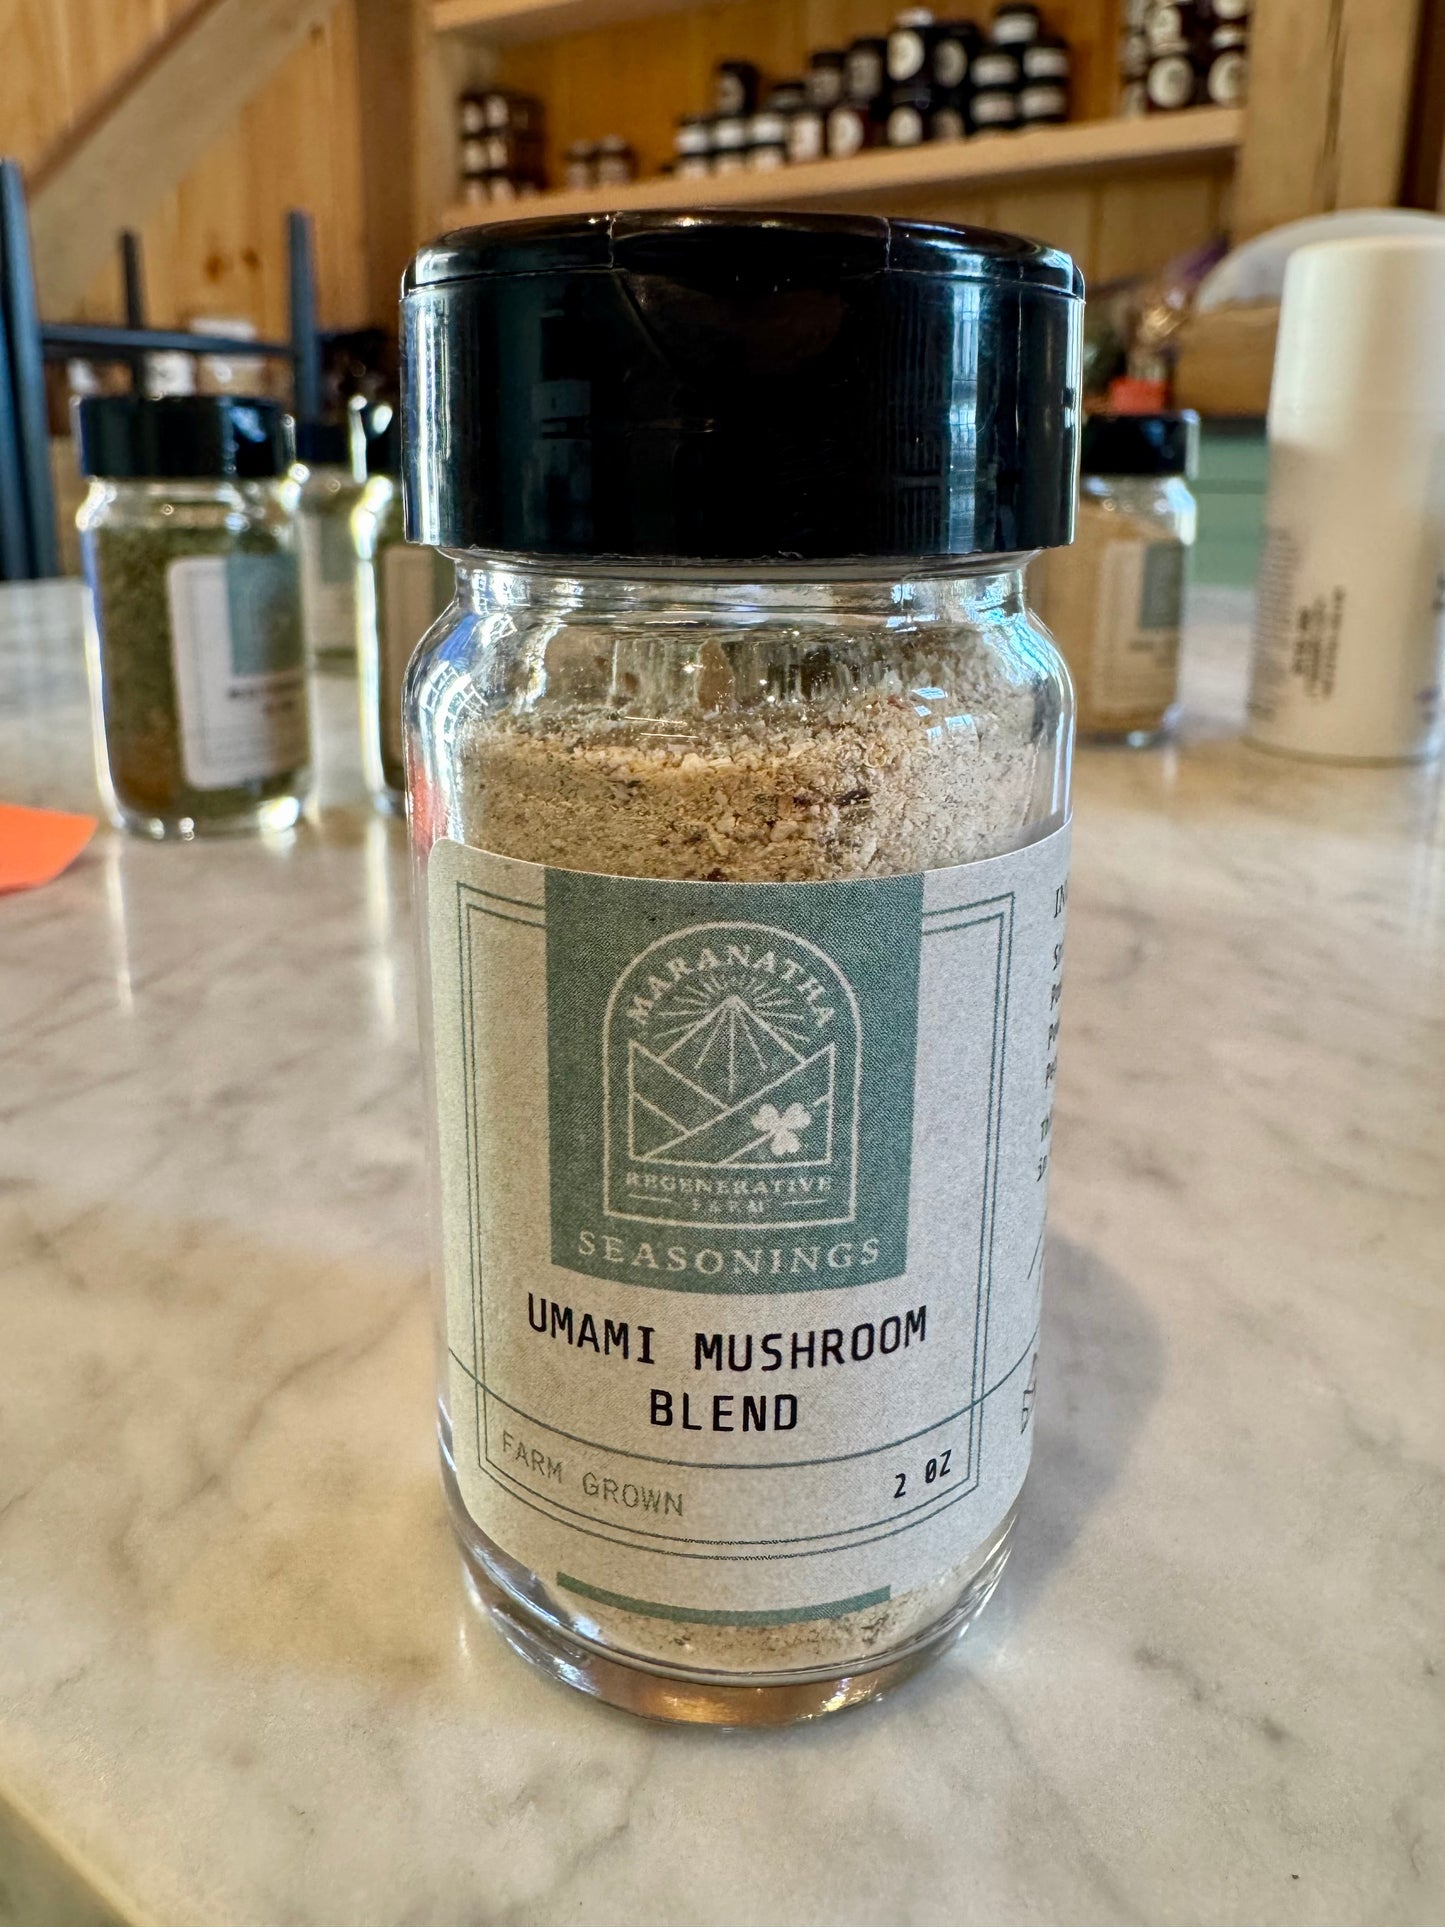 MARANATHA
REGENERATIVE
FARM
SEASONINGS
UMAMI MUSHROOM
BLEND
FARM GROWN
2 OZ